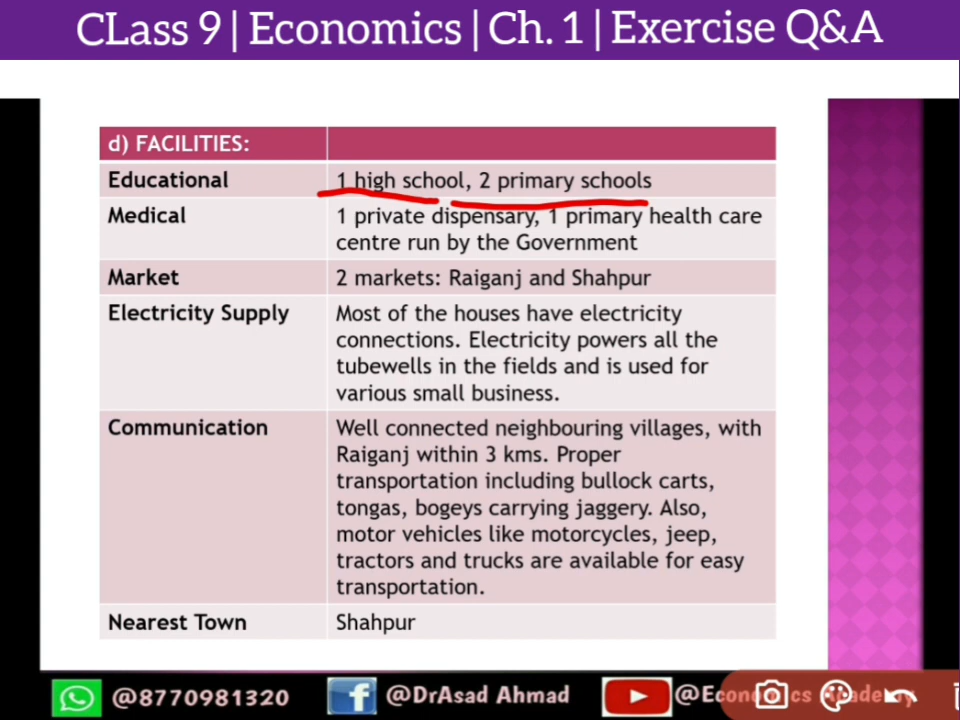 CLass 9 | Economics | Ch. 1 | Exercise Q&A
d) FACILITIES:
Educational
1 high school, 2 primary schools
Medical
1 private dispensary, 1 primary health care
centre run by the Government
Market
2 markets: Raiganj and Shahpur
Electricity Supply
Most of the houses have electricity
connections. Electricity powers all the
tubewells in the fields and is used for
various small business.
Communication
Well connected neighbouring villages, with
Raiganj within 3 kms. Proper
transportation including bullock carts,
tongas, bogeys carrying jaggery. Also,
motor vehicles like motorcycles, jeep,
tractors and trucks are available for easy
transportation.
Nearest Town
Shahpur
@8770981320
@DrAsad Ahmad